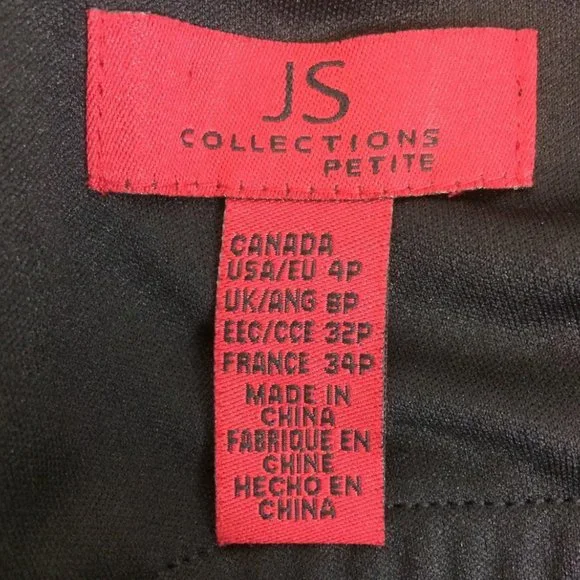 JS
COLLECTIONS
PETITE
CANADA
USA/EU 4P
UK/ANG 8P
EEC/CCE 32P
FRANCE 34P
MADE IN
CHINA
FABRIQUE EN
CHINE
HECHO EN
CHINA